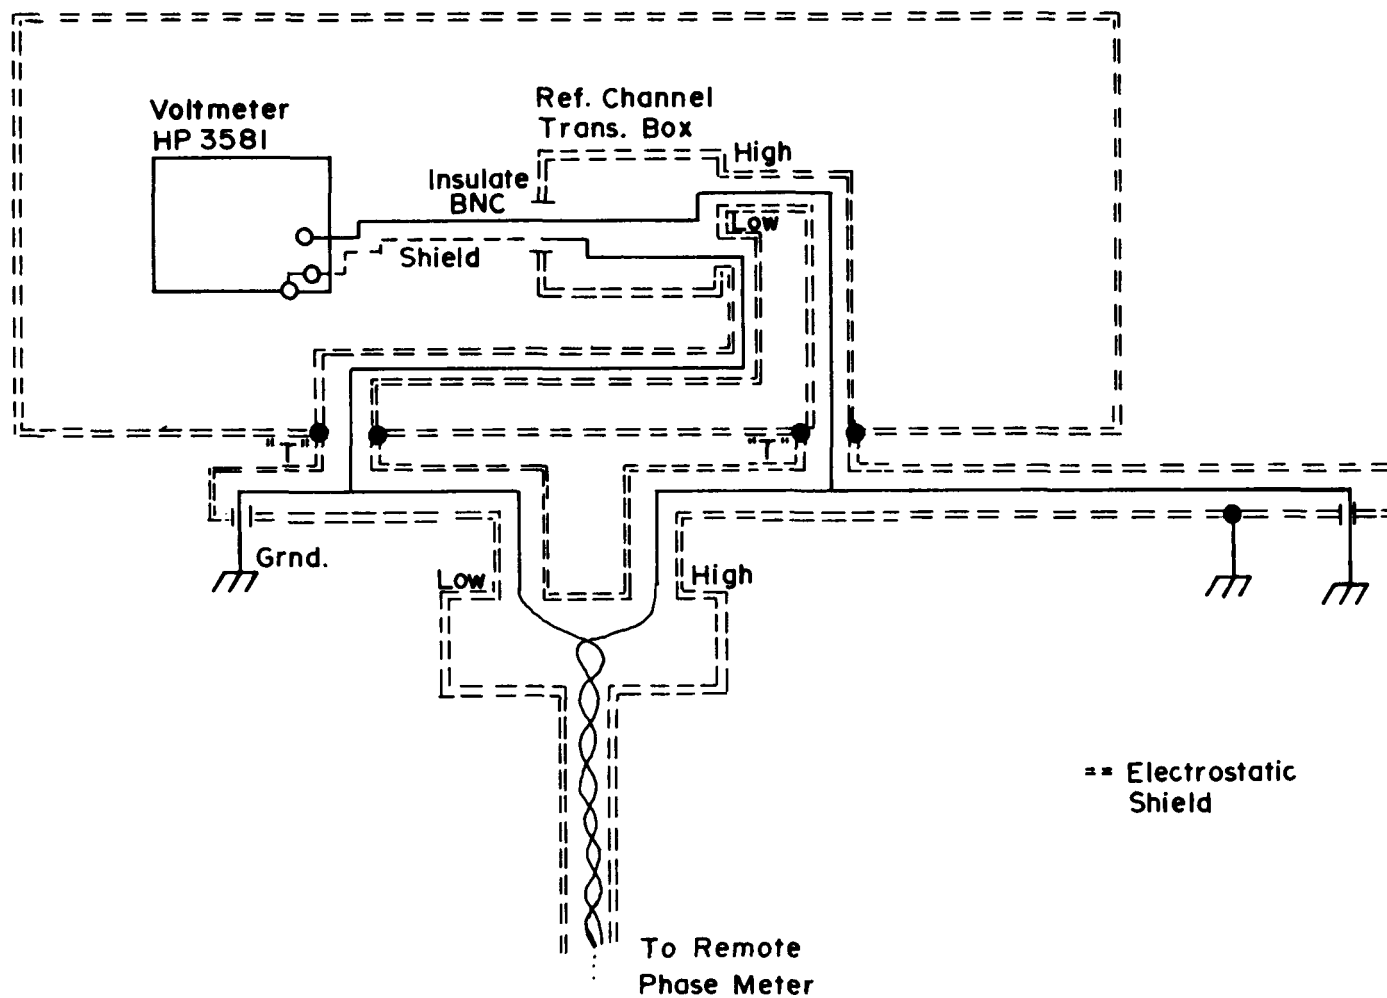 Voltmeter
HP 3581
Ref. Channel
Trans. Box
High
Insulate
BNC
Low
Shield
"T"
"T"
Grnd.
Low
High
== Electrostatic
Shield
To Remote
Phase Meter